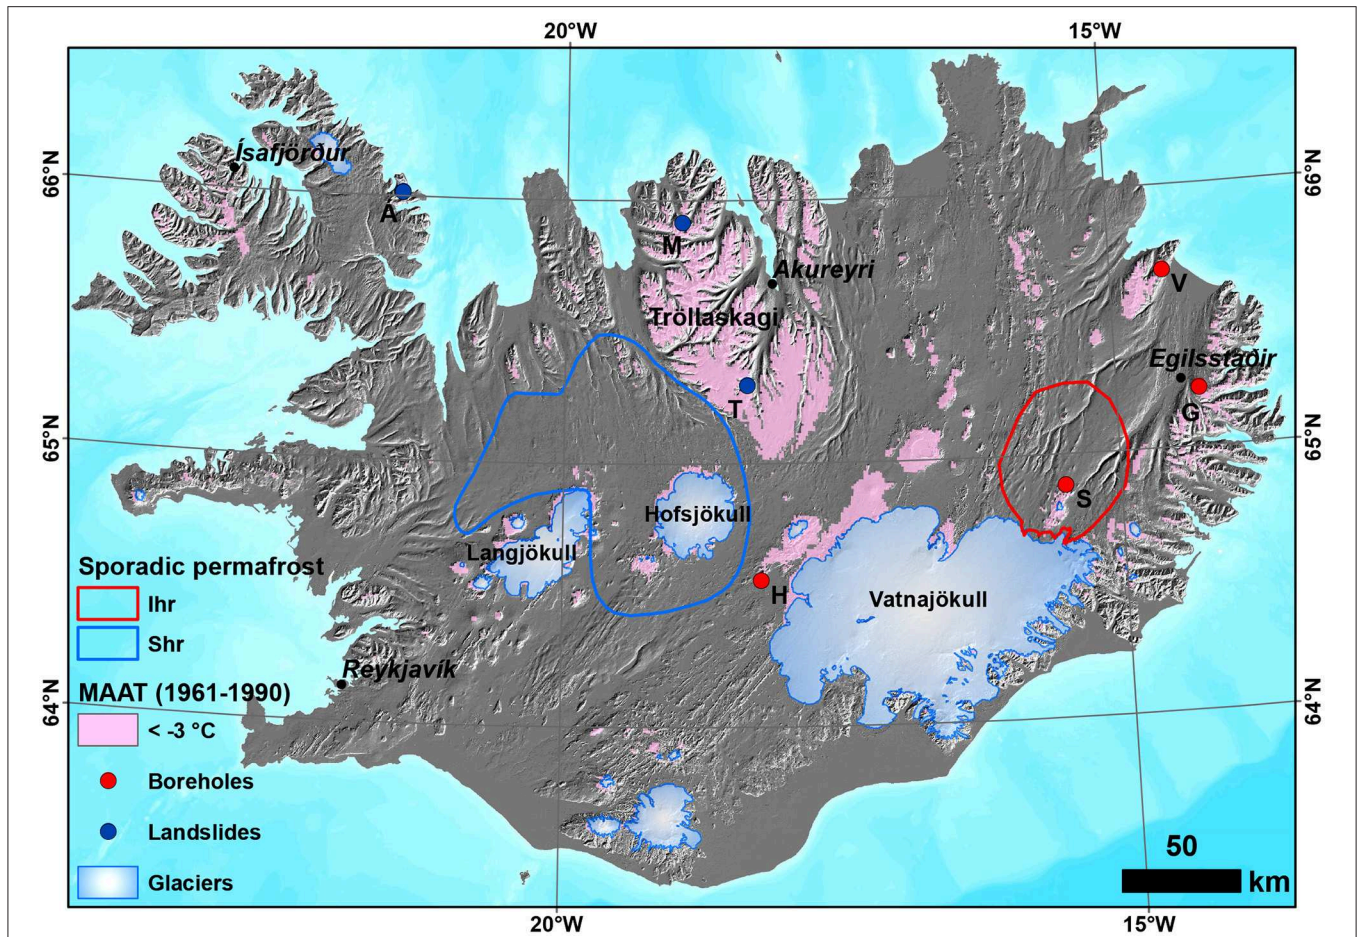 20°W
15°W
66°N
66°N
Ísafjörður
Á
M
Akureyri
V
Tröllaskagi
Egilsstaðir
T
G
65°N
65°N
S
Hofsjökull
Langjökull
Sporadic permafrost
H
Vatnajökull
Ihr
Shr
Reykjavík
MAAT (1961-1990)
64°N
64°N
< -3 °C
Boreholes
Landslides
50
Glaciers
km
20°W
15°W